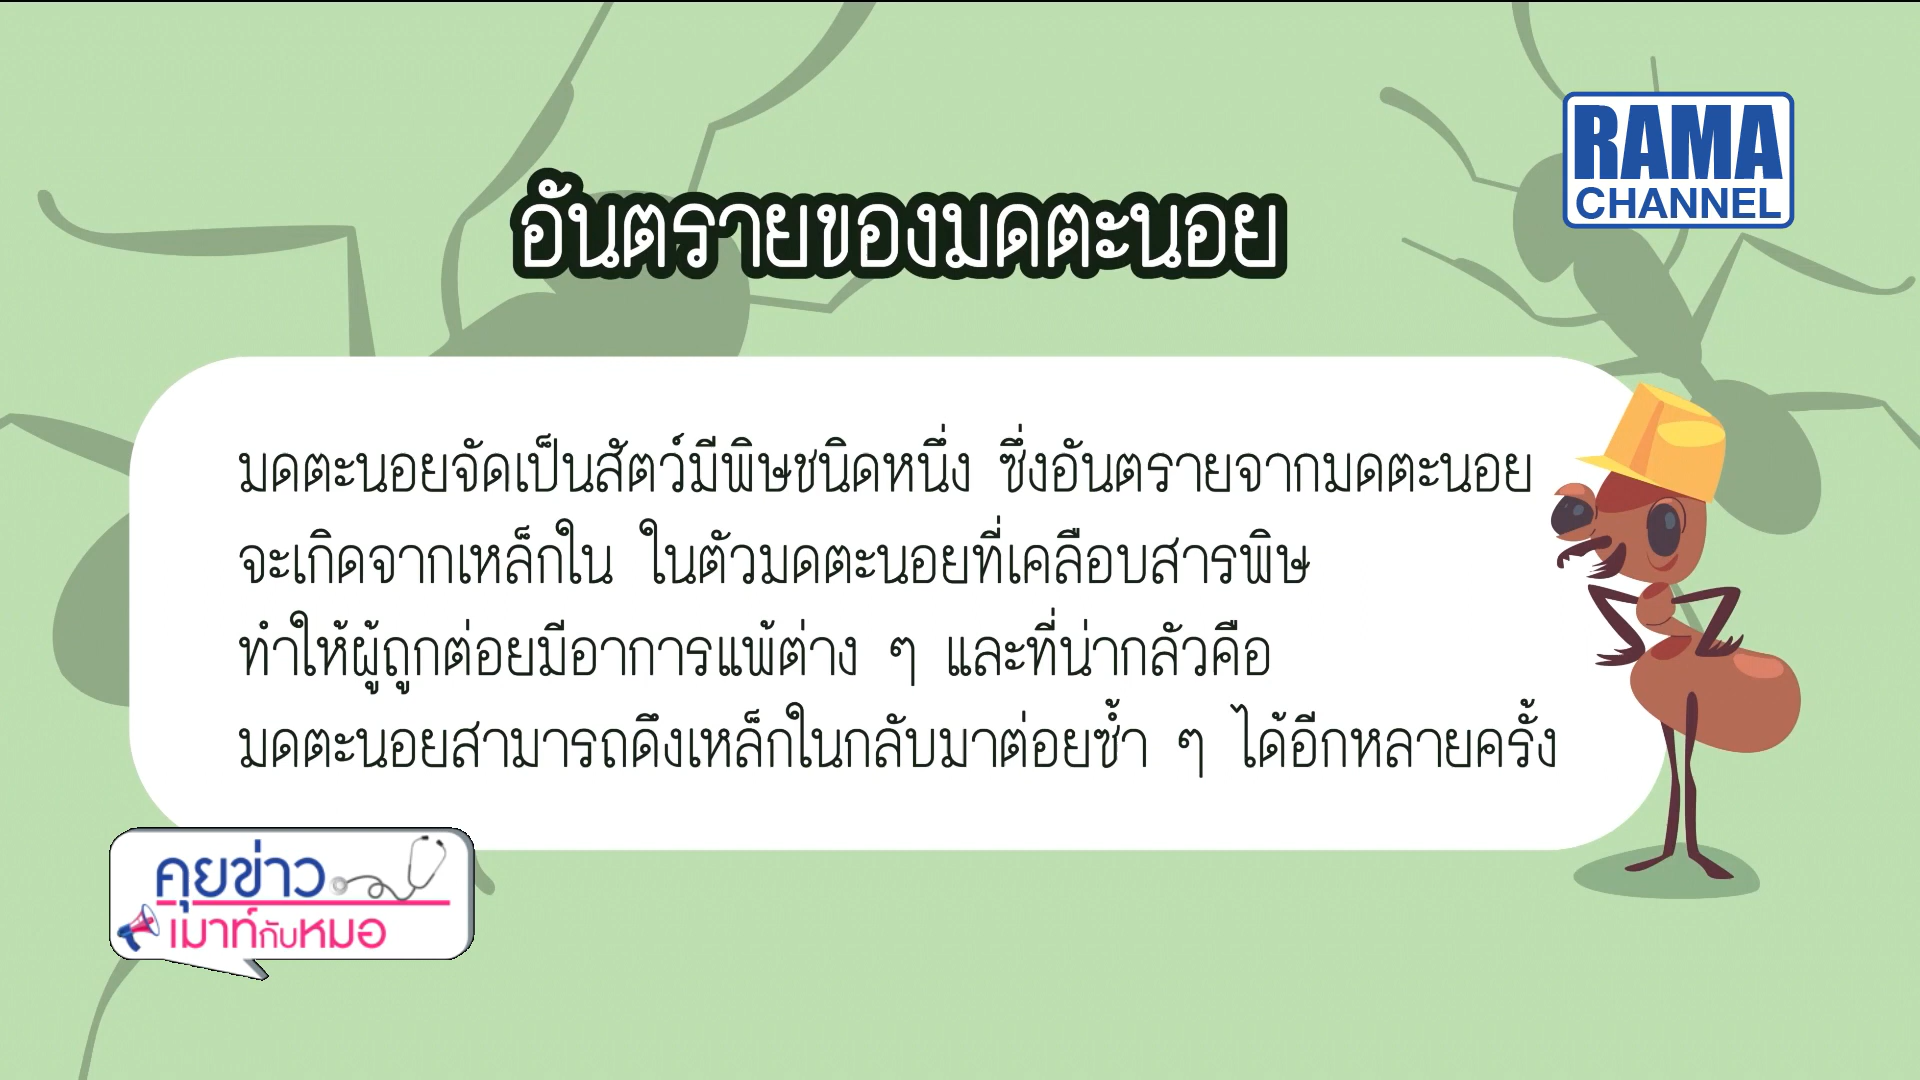 RAMA
CHANNEL
อันตรายของมดตะนอย
มดตะนอยจัดเป็นสัตว์มีพิษชนิดหนึ่ง ซึ่งอันตรายจากมดตะนอย
จะเกิดจากเหล็กใน ในตัวมดตะนอยที่เคลือบสารพิษ
ทำให้ผู้ถูกต่อยมีอาการแพ้ต่าง ๆ และที่น่ากลัวคือ
มดตะนอยสามารถดึงเหล็กในกลับมาต่อยซ้ำ ๆ ได้อีกหลายครั้ง
คุยข่าว
เมาท์กับหมอ